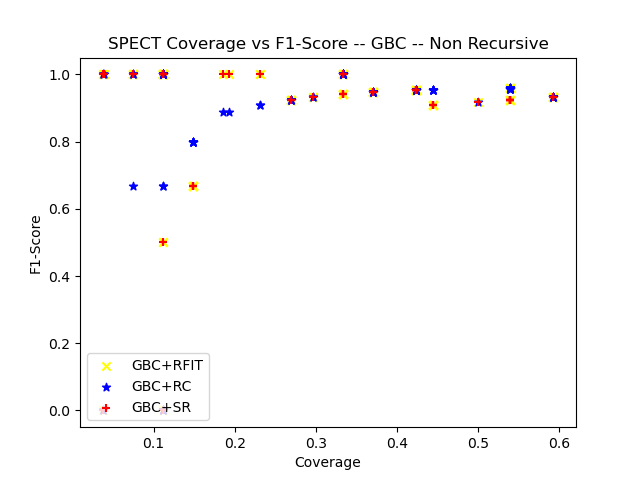 SPECT Coverage vs F1-Score -- GBC -- Non Recursive
1.0
0.8
0.6
0.4
0.2
0.0
F1-Score
GBC+RFIT
GBC+RC
GBC+SR
0.1 0.2 0.3 0.4 0.5 0.6
Coverage